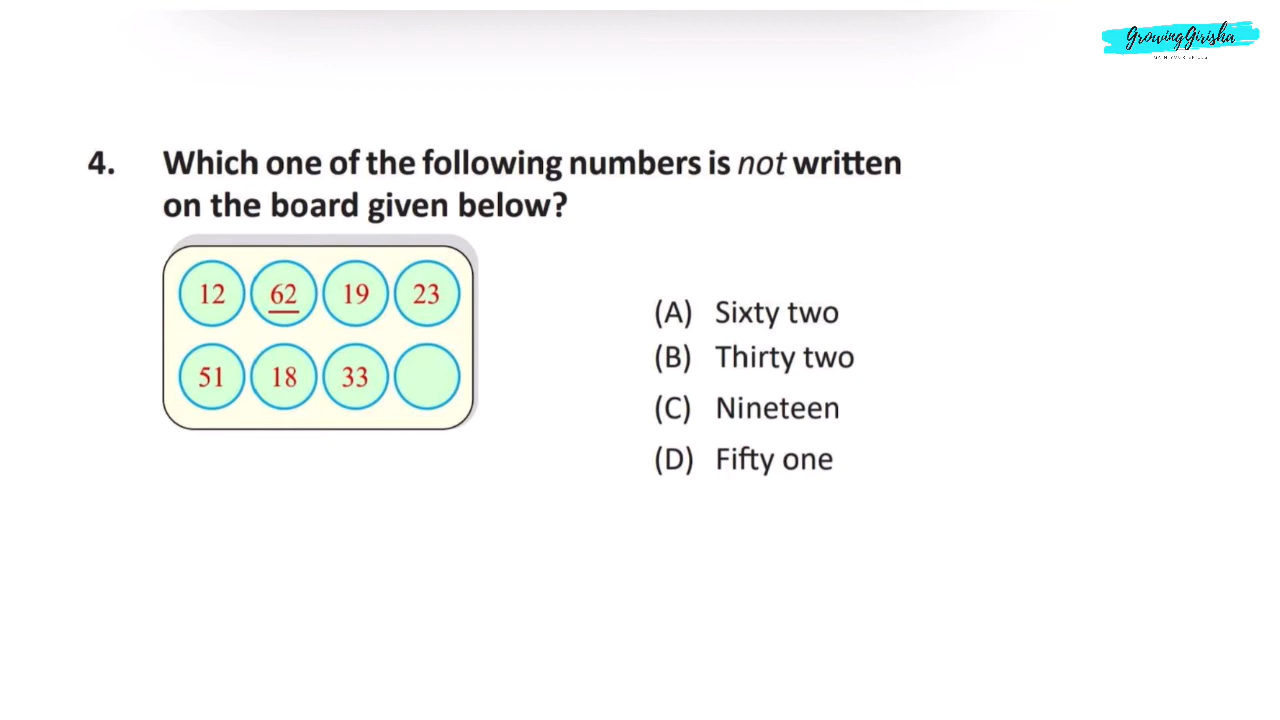 GrowingGirisha
4. Which one of the following numbers is not written
on the board given below?
12 62 19 23
51 18 33
(A) Sixty two
(B) Thirty two
(C) Nineteen
(D) Fifty one